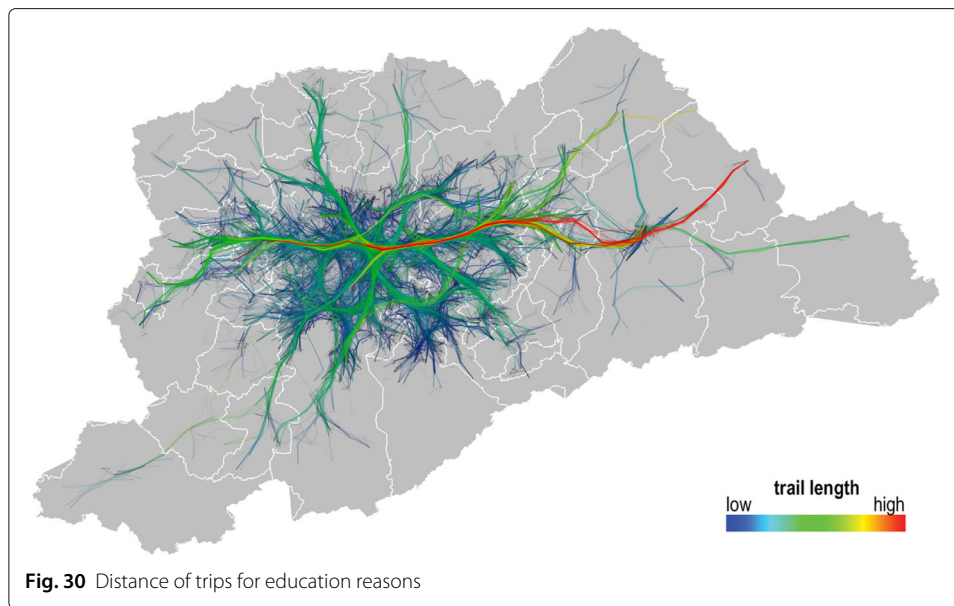 trail length
low high
Fig. 30 Distance of trips for education reasons